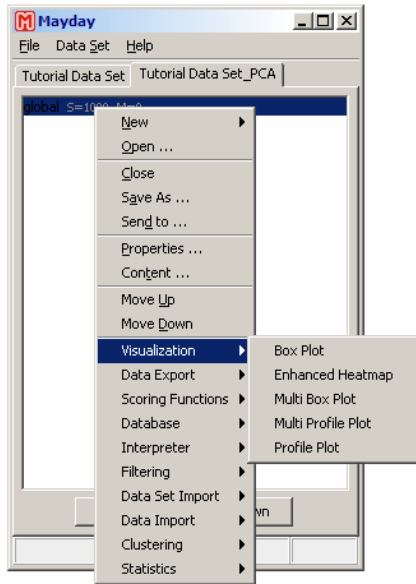 Mayday
File Data Set Help
Tutorial Data Set Tutorial Data Set_PCA
global S=1000 M=0
New
Open ...
Close
Save As ...
Send to ...
Properties ...
Content ...
Move Up
Move Down
Visualization
Box Plot
Data Export
Enhanced Heatmap
Scoring Functions
Multi Box Plot
Database
Multi Profile Plot
Interpreter
Profile Plot
Filtering
Data Set Import
Data Import
Clustering
Statistics